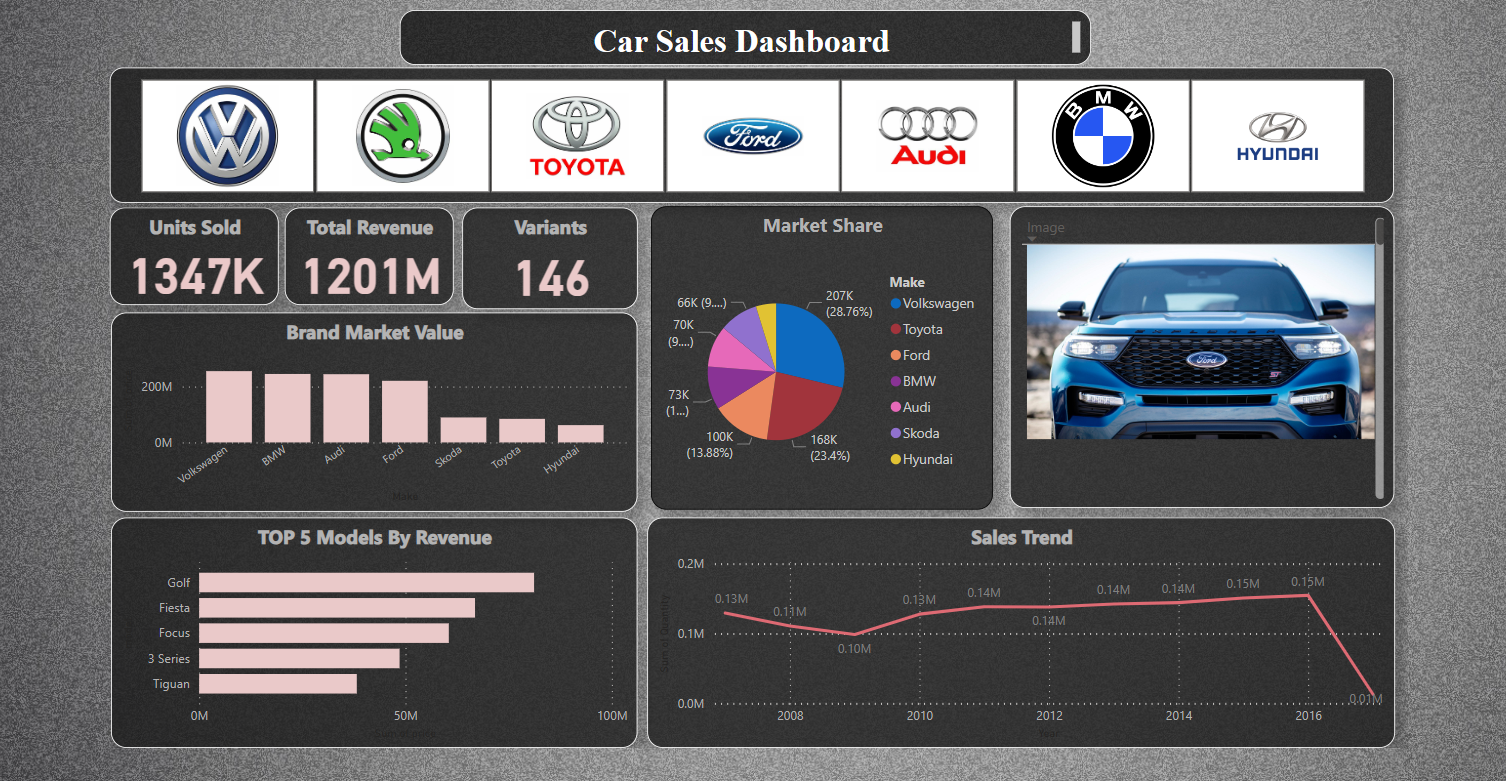 Car Sales Dashboard
TOYOTA
Ford
Audi
BMW
HYUNDAI
Units Sold
1347K
Total Revenue
1201M
Variants
146
Brand Market Value
200M
0M
Volkswagen
BMW
Audi
Ford
Skoda
Toyota
Hyundai
Make
Market Share
207K
(28.76%)
168K
(23.4%)
100K
(13.88%)
73K
(1...)
70K
(9....)
66K (9....)
Make
Volkswagen
Toyota
Ford
BMW
Audi
Skoda
Hyundai
Image
EXPLORER
Ford
ST
TOP 5 Models By Revenue
Golf
Fiesta
Focus
3 Series
Tiguan
0M
50M
100M
Sales Trend
0.2M
0.1M
0.0M
0.13M
0.11M
0.10M
0.13M
0.14M
0.14M
0.14M
0.14M
0.15M
0.15M
0.01M
2008
2010
2012
2014
2016
Year